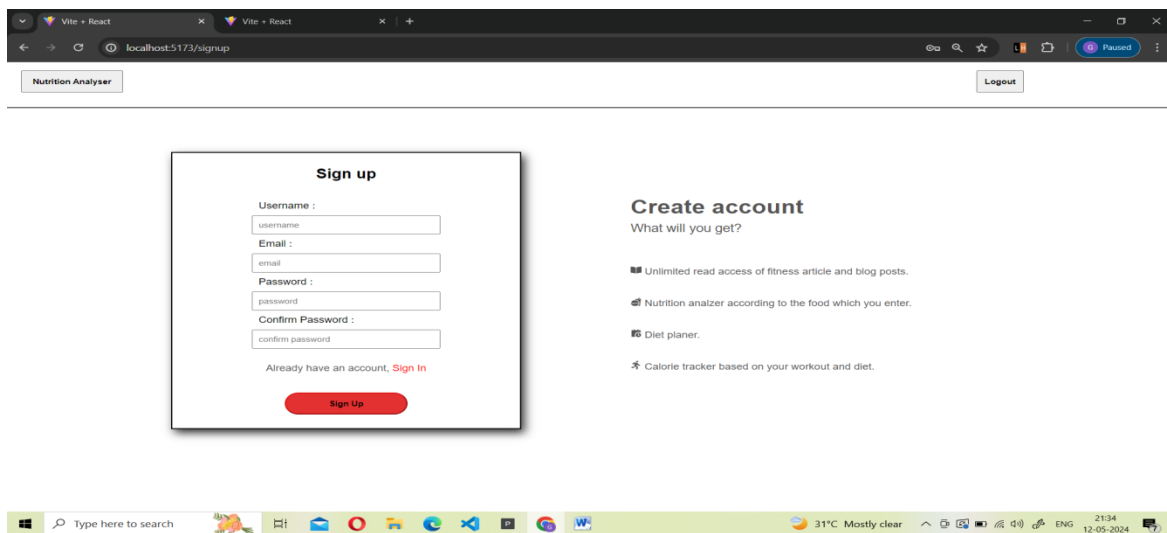 Vite + React
Vite + React
localhost:5173/signup
G Paused
Nutrition Analyser
Logout
Sign up
Username :
username
Email :
email
Password :
password
Confirm Password :
confirm password
Already have an account, Sign In
Sign Up
Create account
What will you get?
Unlimited read access of fitness article and blog posts.
Nutrition analzer according to the food which you enter.
Diet planer.
Calorie tracker based on your workout and diet.
Type here to search
31°C Mostly clear
ENG
21:34
12-05-2024